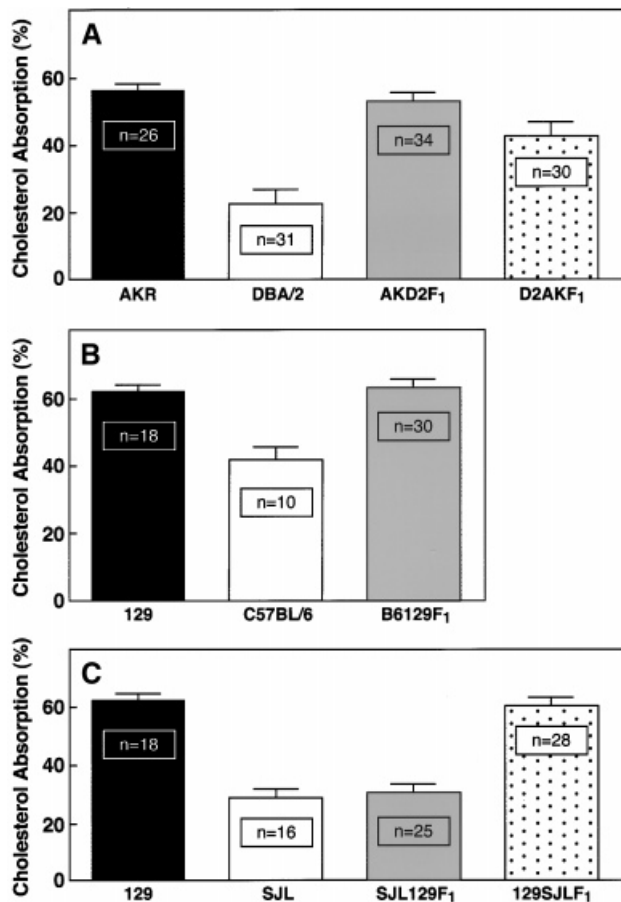 A
Cholesterol Absorption (%)
60
40
20
0
n=26
n=31
n=34
n=30
AKR DBA/2 AKD2F₁ D2AKF₁
B
Cholesterol Absorption (%)
60
40
20
0
n=18
n=10
n=30
129 C57BL/6 B6129F₁
C
Cholesterol Absorption (%)
60
40
20
0
n=18
n=16
n=25
n=28
129 SJL SJL129F₁ 129SJLF₁